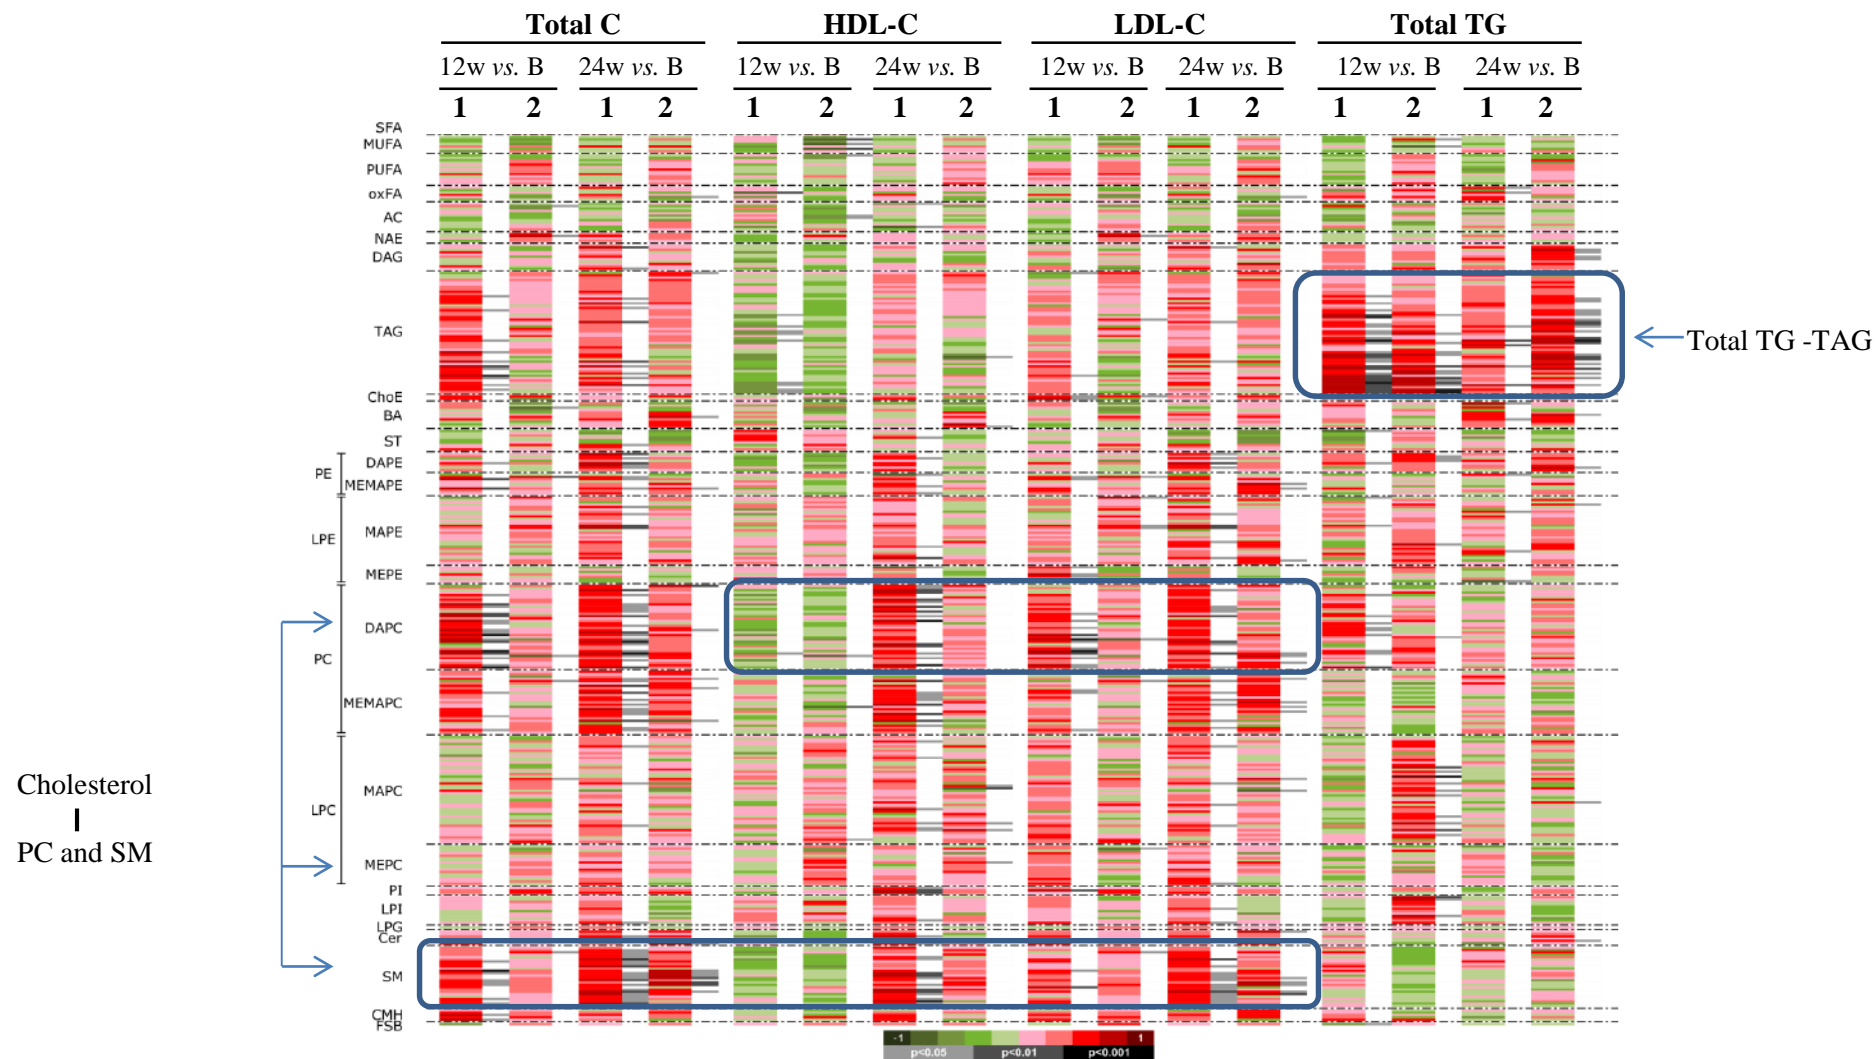 Total C HDL-C LDL-C Total TG
12w vs. B 24w vs. B 12w vs. B 24w vs. B 12w vs. B 24w vs. B 12w vs. B 24w vs. B
1 2 1 2 1 2 1 2 1 2 1 2 1 2 1 2
SFA
MUFA
PUFA
oxFA
AC
NAE
DAG
TAG
Total TG -TAG
ChoE
BA
ST
PE
DAPE
MEMAPE
LPE
MAPE
MEPE
DAPC
PC
MEMAPC
Cholesterol
PC and SM
MAPC
LPC
MEPC
PI
LPI
LPG
Cer
SM
CMH
FSB
-1 1
p<0.05 p<0.01 p<0.001